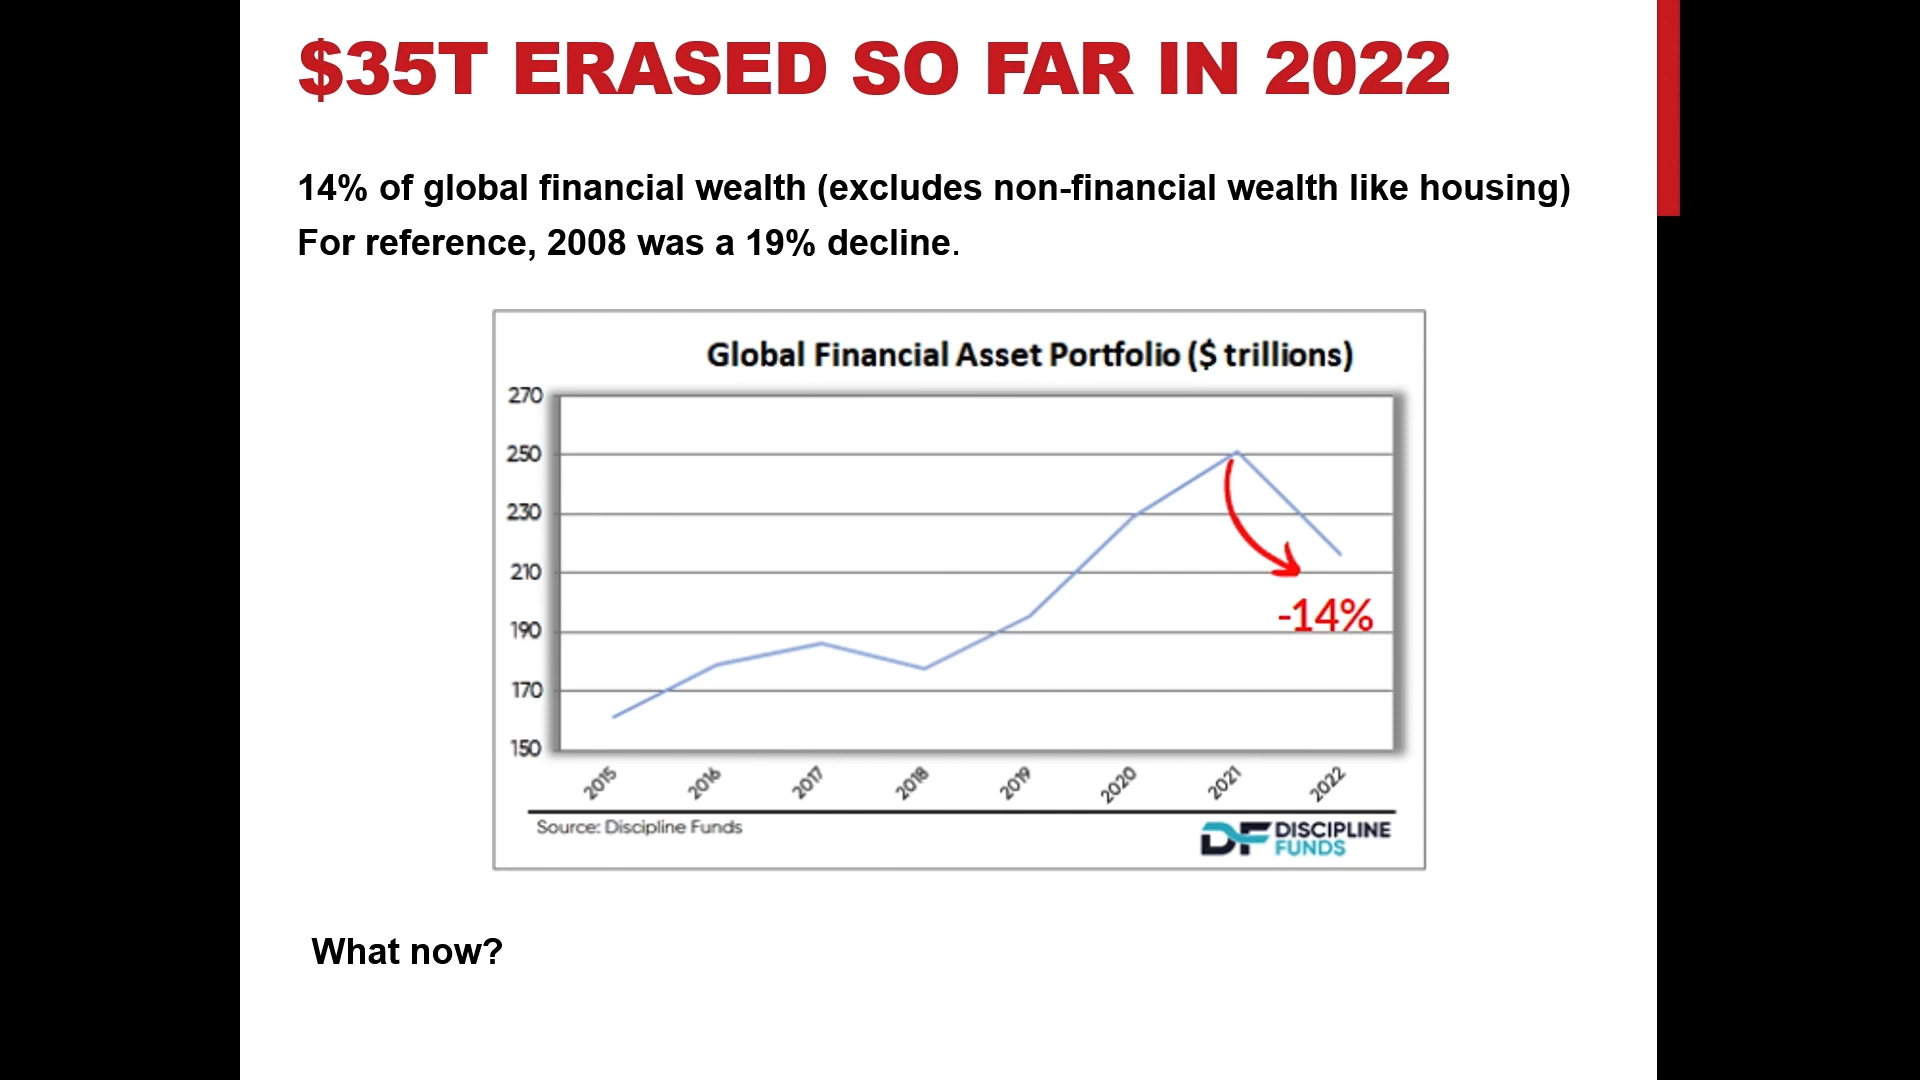 $35T ERASED SO FAR IN 2022
14% of global financial wealth (excludes non-financial wealth like housing)
For reference, 2008 was a 19% decline.
Global Financial Asset Portfolio ($ trillions)
270
250
230
210
190
170
150
-14%
2015 2016 2017 2018 2019 2020 2021 2022
Source: Discipline Funds
DF DISCIPLINE
FUNDS
What now?